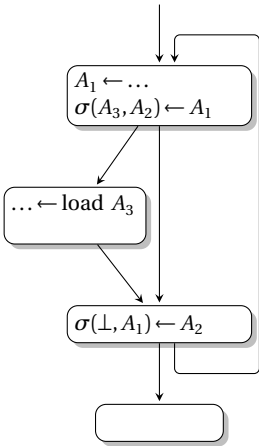 A₁ ← …
σ(A₃, A₂) ← A₁
… ← load A₃
σ(⊥, A₁) ← A₂